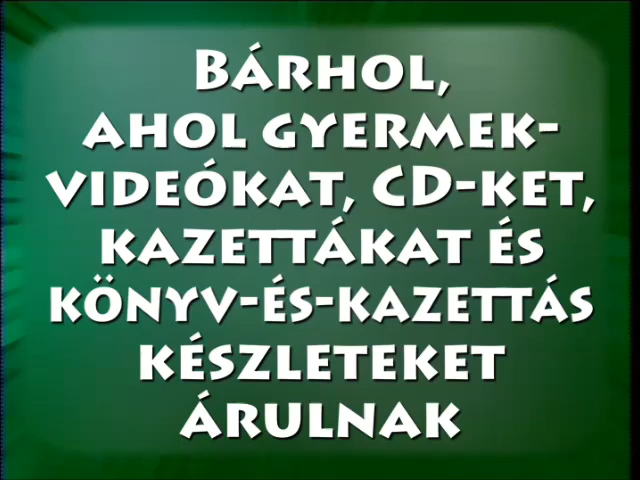 Bárhol,
ahol gyermek-
videókat, CD-ket,
kazettákat és
könyv-és-kazettás
készleteket
árulnak